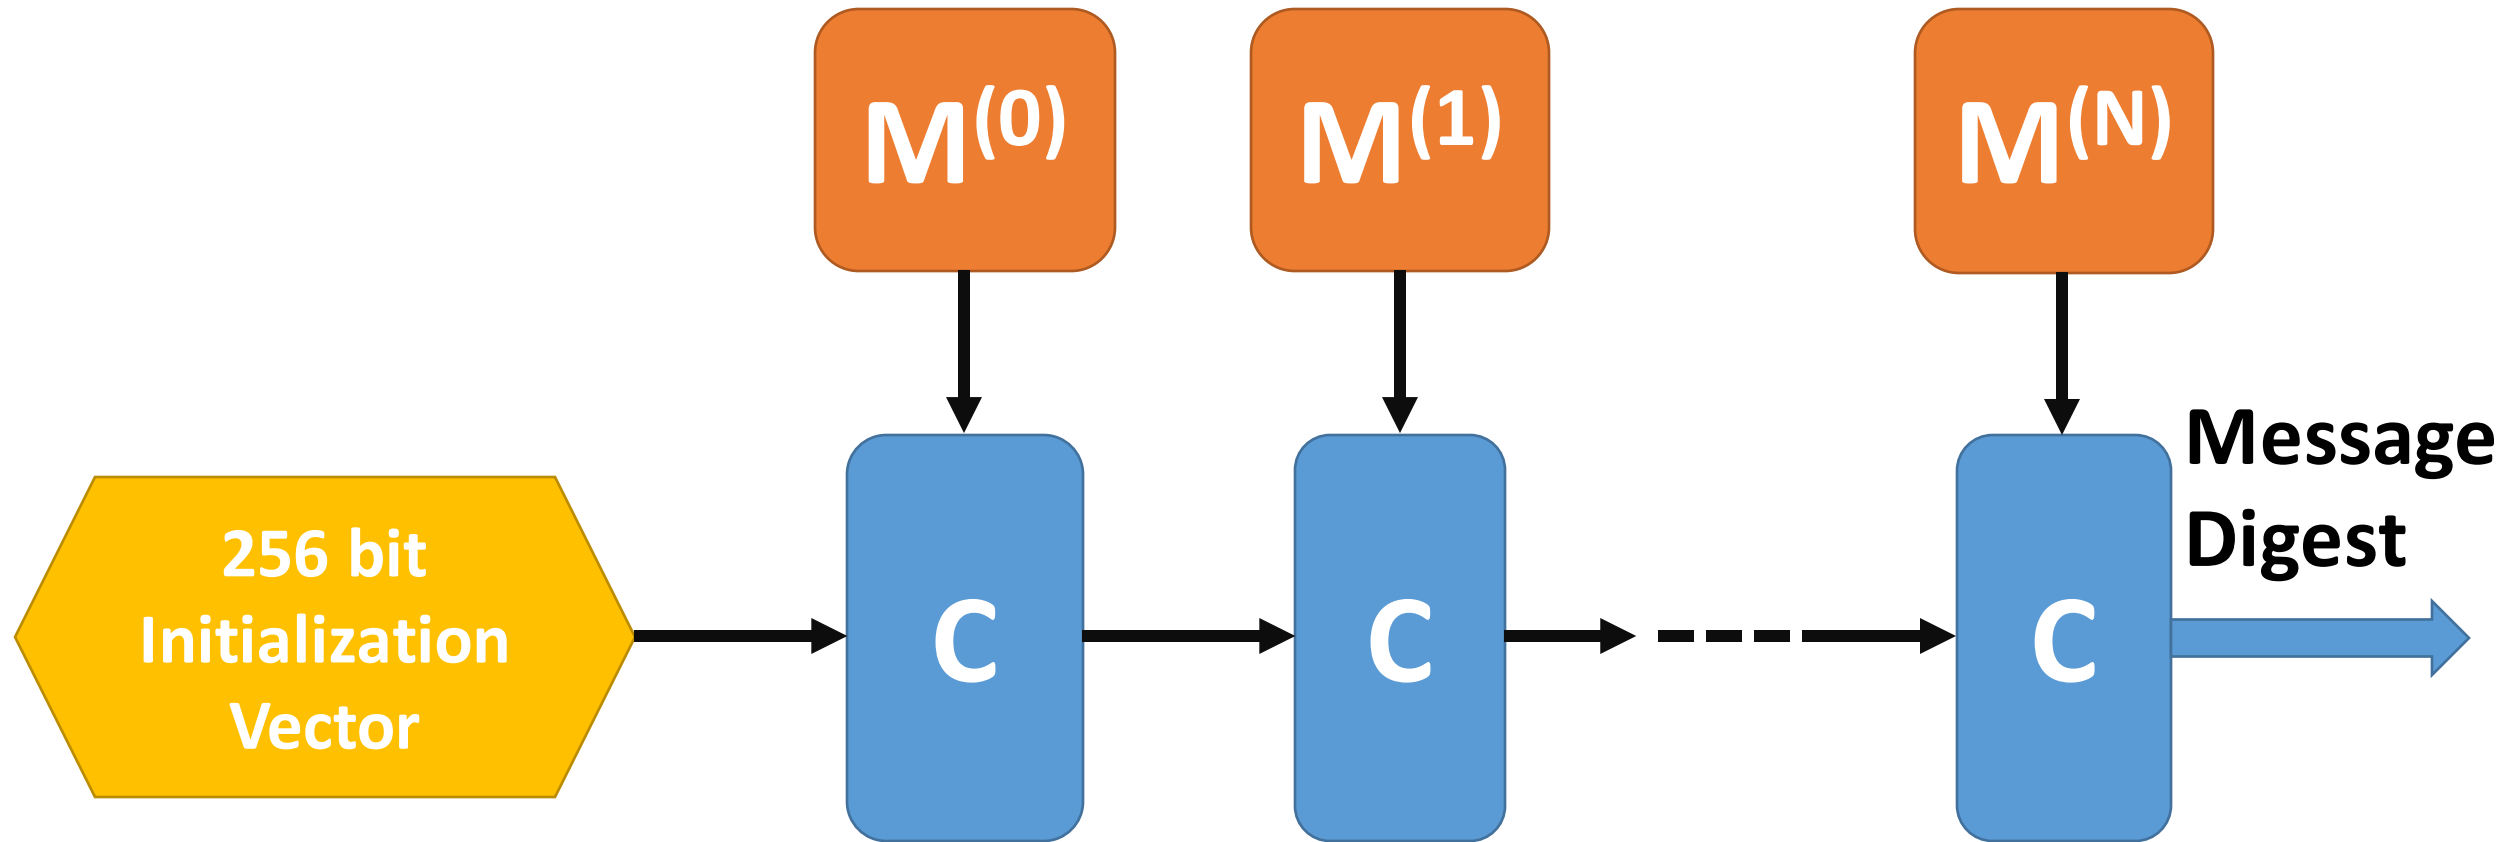 M(0)
M(1)
M(N)
256 bit
Initialization
Vector
C
C
C
Message
Digest